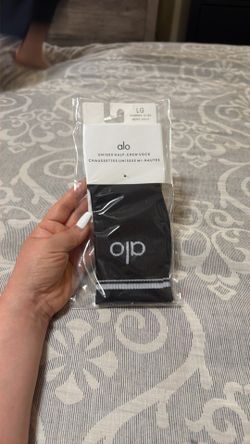 LG
alo
UNISEX HALF-CREW SOCK
CHAUSSETTES UNISEXE MI-HAUTES
alo